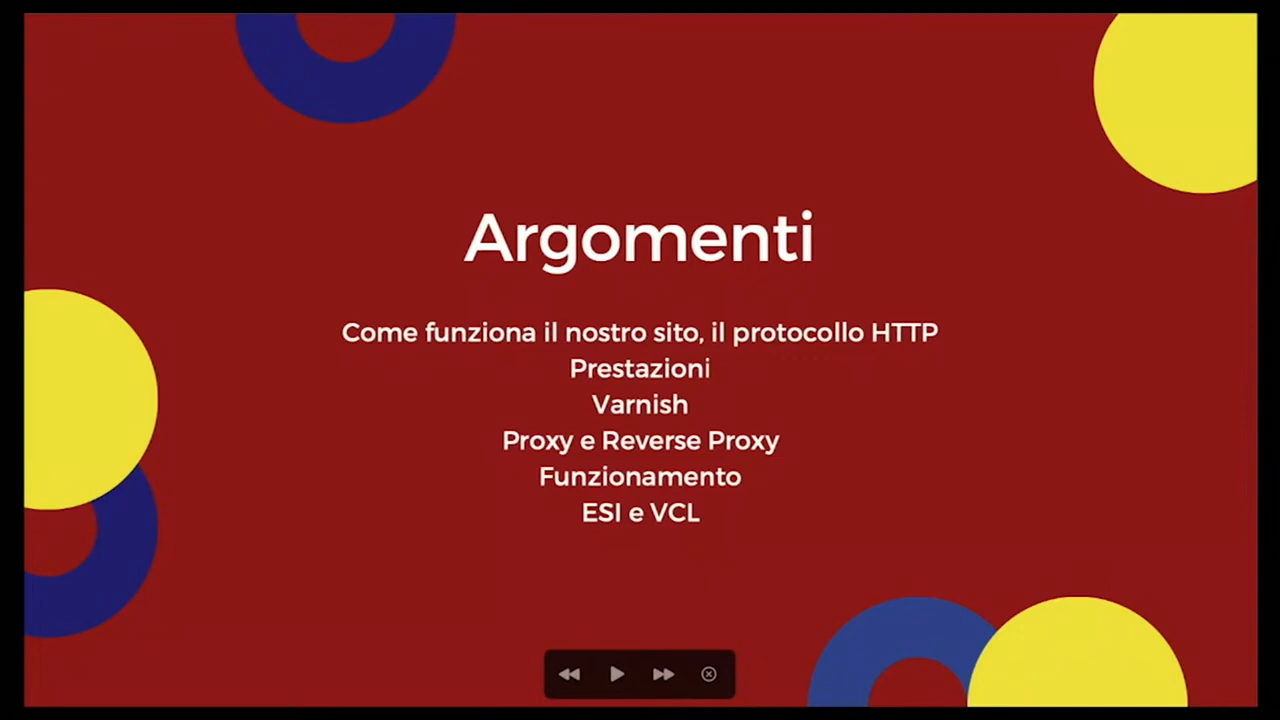 Argomenti
Come funziona il nostro sito, il protocollo HTTP
Prestazioni
Varnish
Proxy e Reverse Proxy
Funzionamento
ESI e VCL